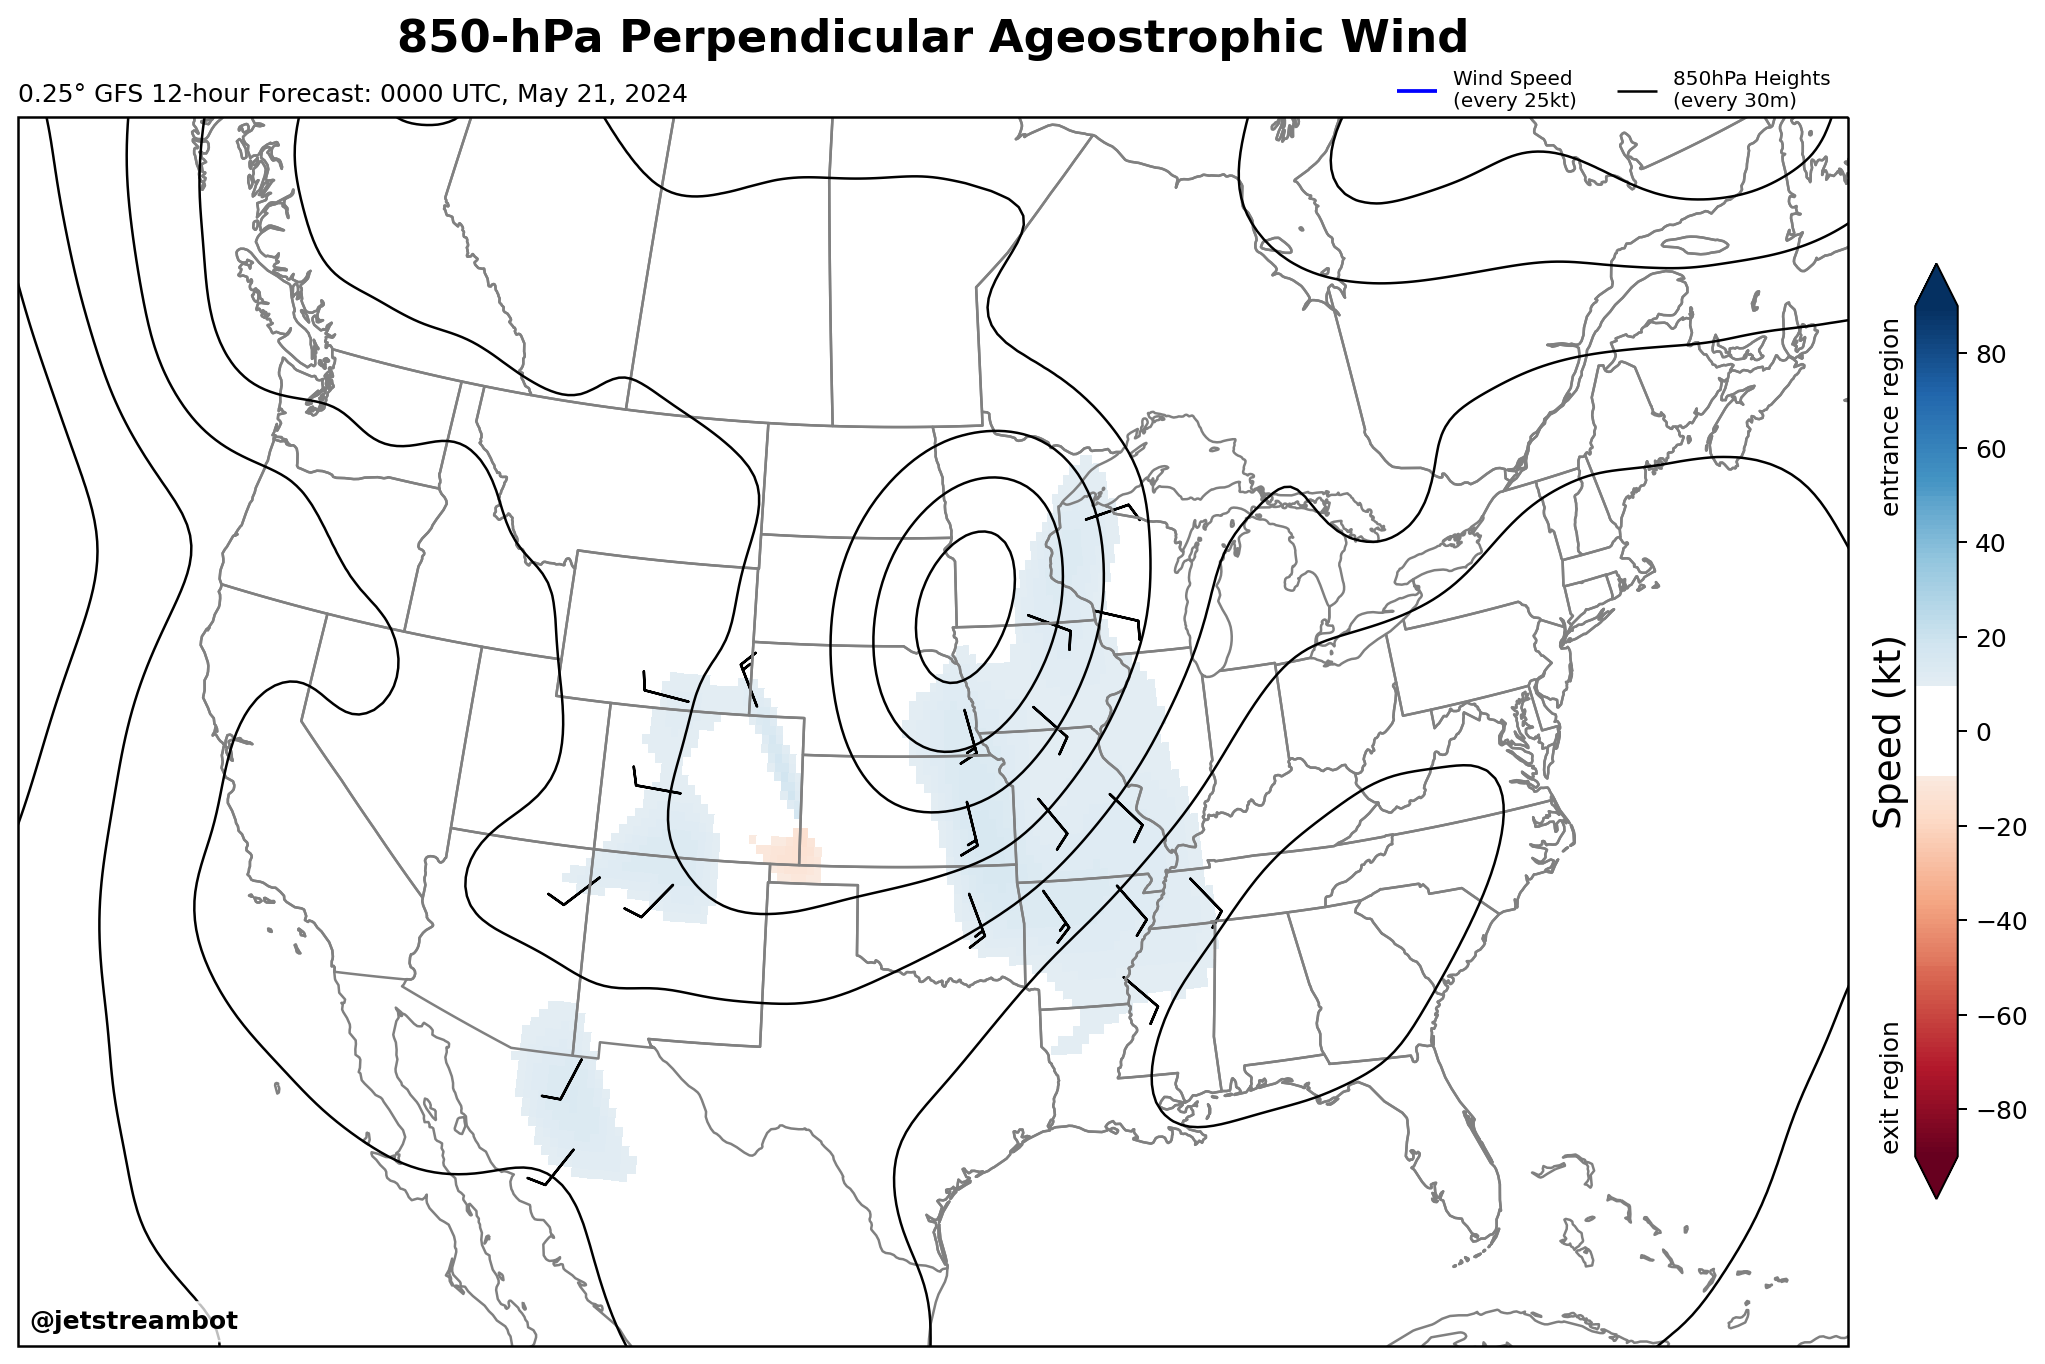 850-hPa Perpendicular Ageostrophic Wind
0.25° GFS 12-hour Forecast: 0000 UTC, May 21, 2024
Wind Speed
(every 25kt)
850hPa Heights
(every 30m)
entrance region
Speed (kt)
exit region
80
60
40
20
0
−20
−40
−60
−80
@jetstreambot